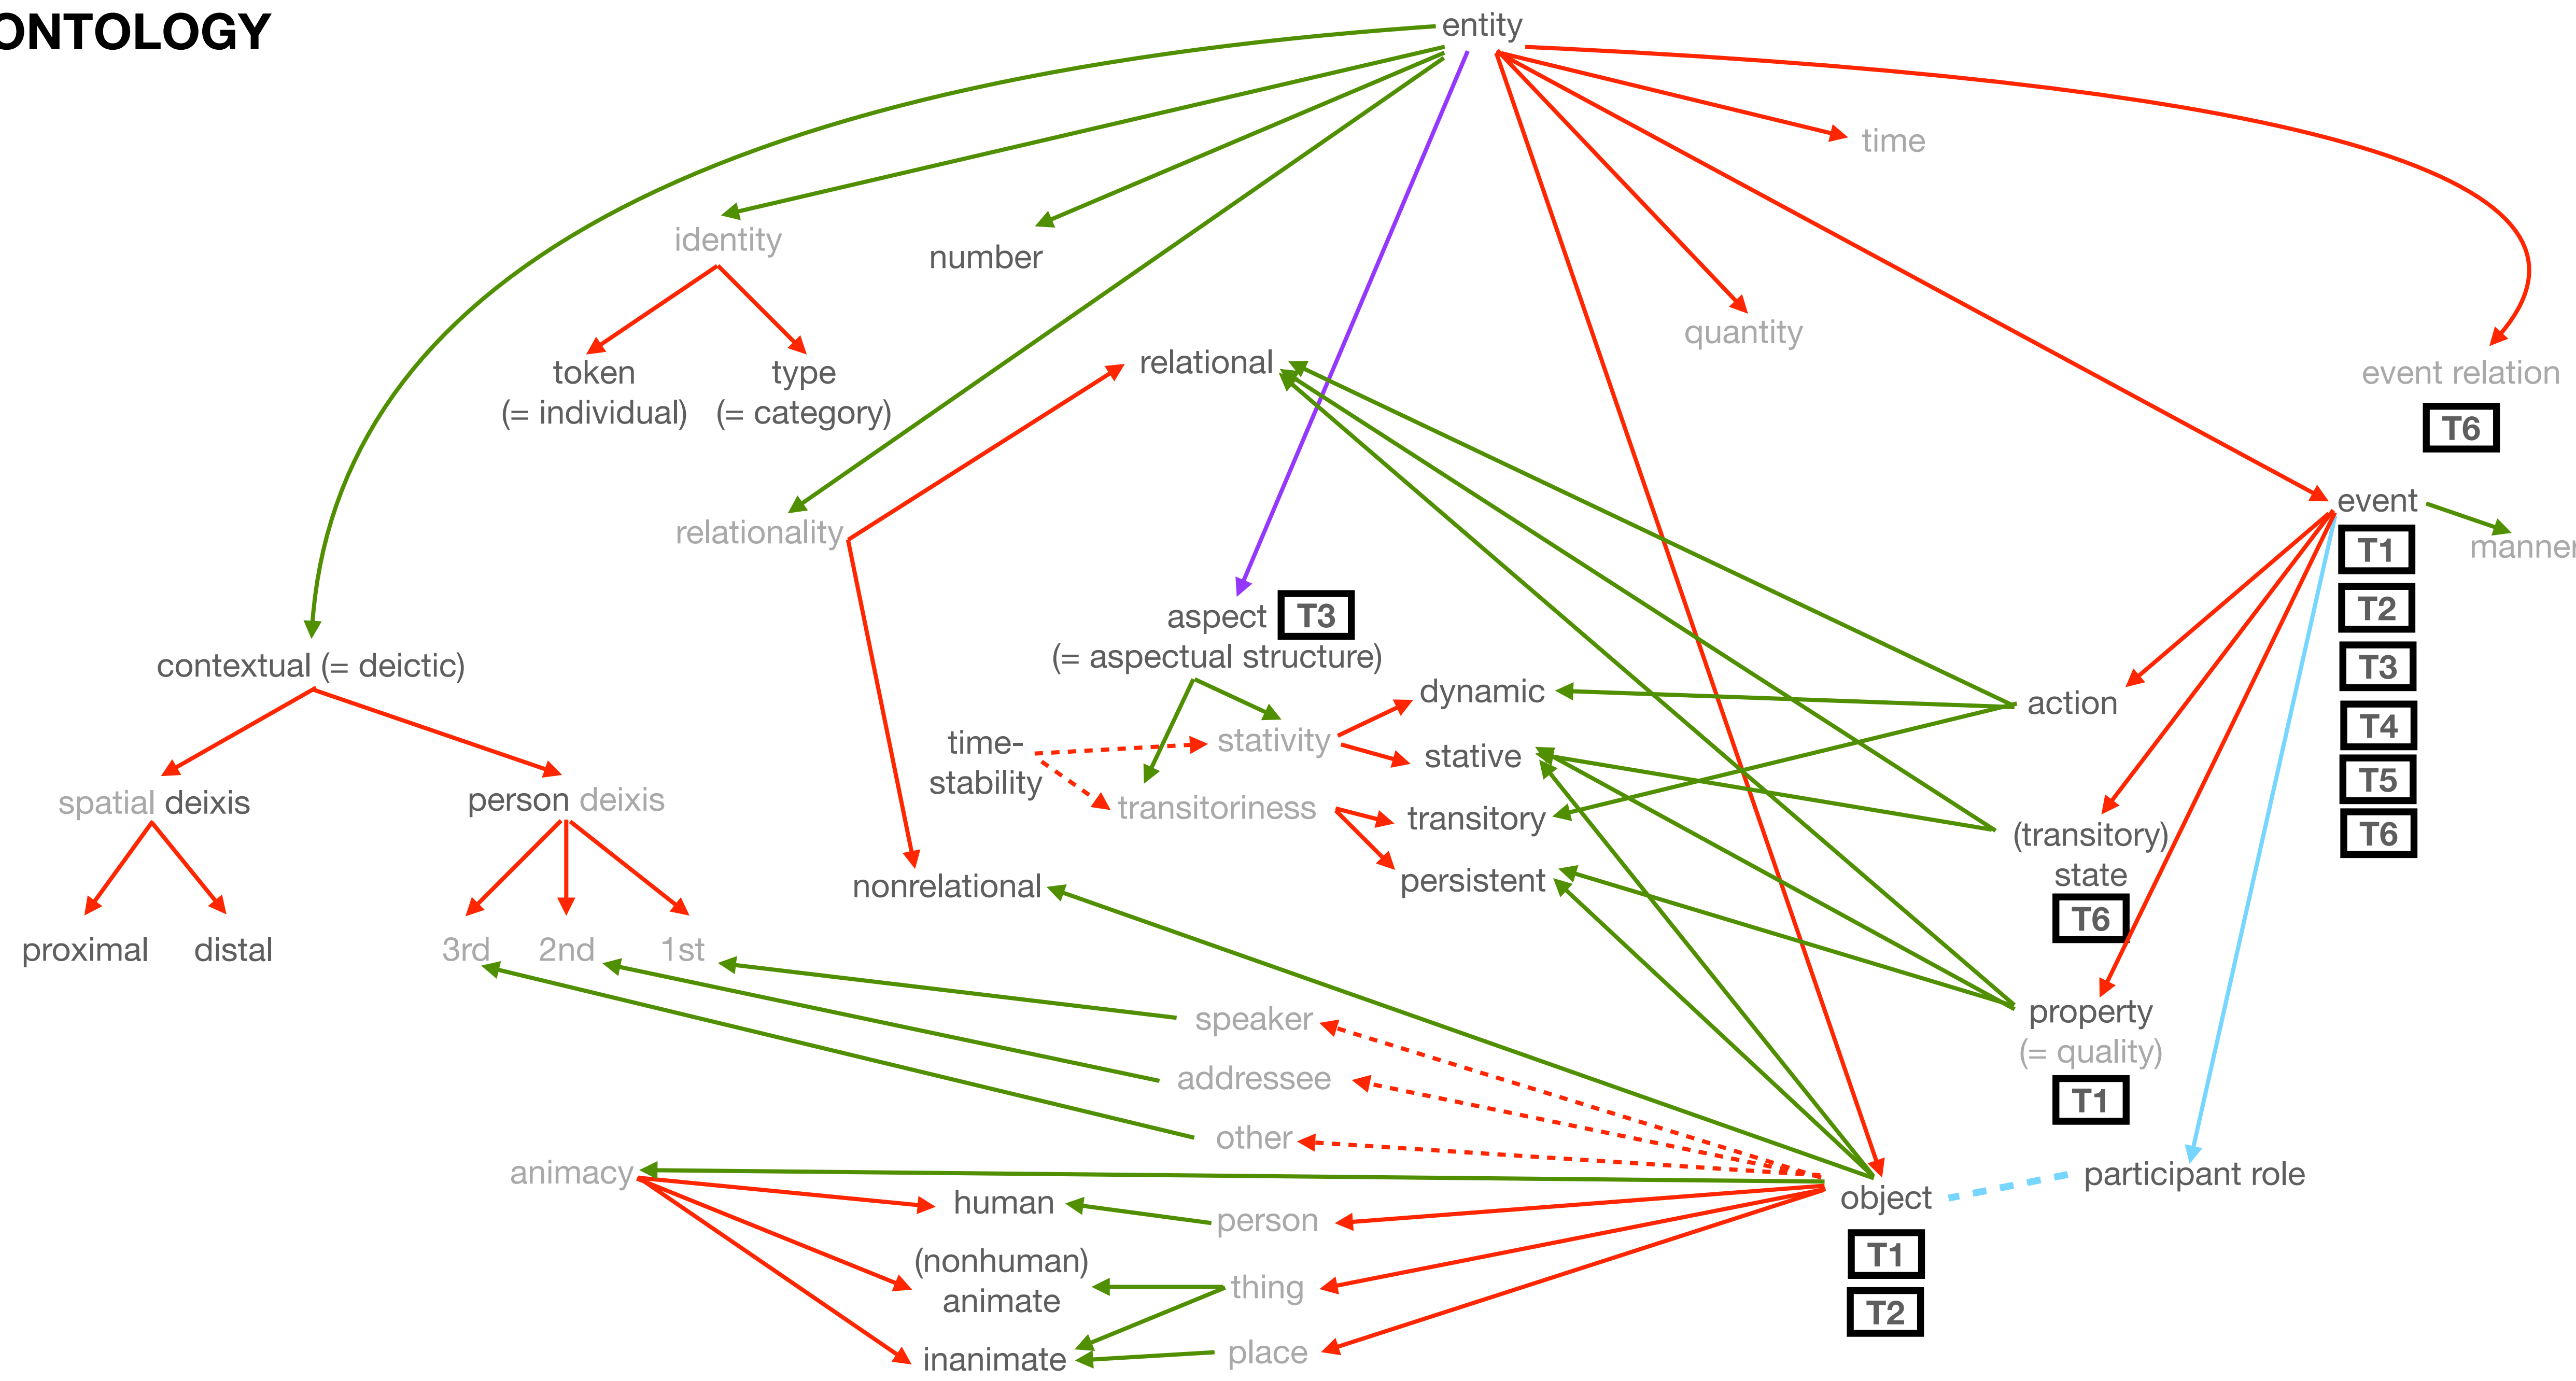 ONTOLOGY
entity
time
identity
number
quantity
relational
token
(= individual)
type
(= category)
event relation
T6
relationality
event
manner
T1
T2
T3
T4
T5
T6
aspect T3
(= aspectual structure)
contextual (= deictic)
dynamic
action
time-
stability
stativity
stative
spatial deixis
person deixis
transitoriness
transitory
(transitory)
state
T6
nonrelational
persistent
proximal
distal
3rd
2nd
1st
speaker
property
(= quality)
T1
addressee
other
animacy
participant role
human
person
object
T1
T2
(nonhuman)
animate
thing
inanimate
place